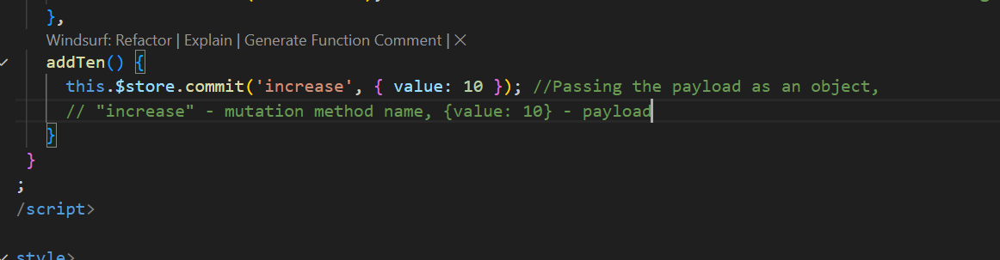 },
Windsurf: Refactor | Explain | Generate Function Comment | ×
addTen() {
this.$store.commit('increase', { value: 10 }); //Passing the payload as an object,
// "increase" - mutation method name, {value: 10} - payload
}
}
;
/script>
style>